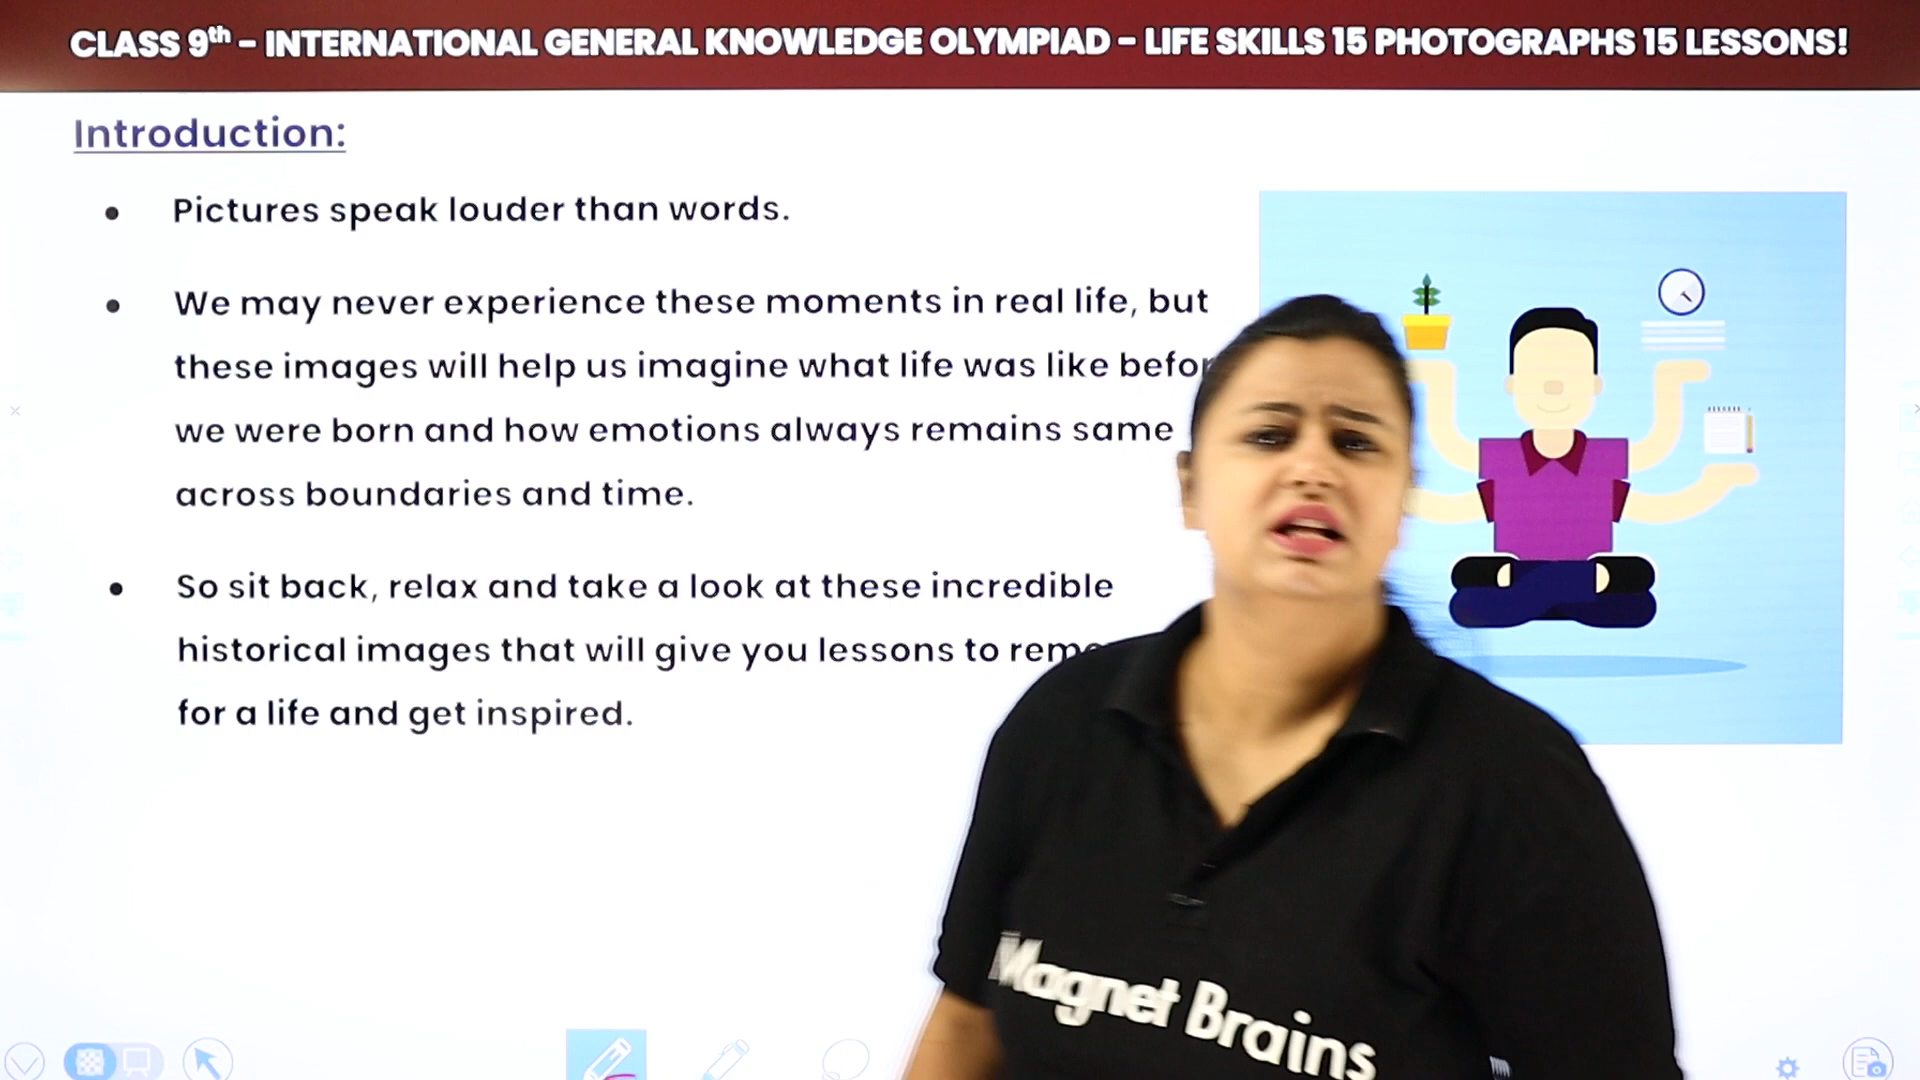 CLASS 9th - INTERNATIONAL GENERAL KNOWLEDGE OLYMPIAD - LIFE SKILLS 15 PHOTOGRAPHS 15 LESSONS!
Introduction:
• Pictures speak louder than words.
• We may never experience these moments in real life, but
these images will help us imagine what life was like
we were born and how emotions always remains same
across boundaries and time.
• So sit back, relax and take a look at these incredible
historical images that will give you lessons to
for a life and get inspired.
Magnet Brains